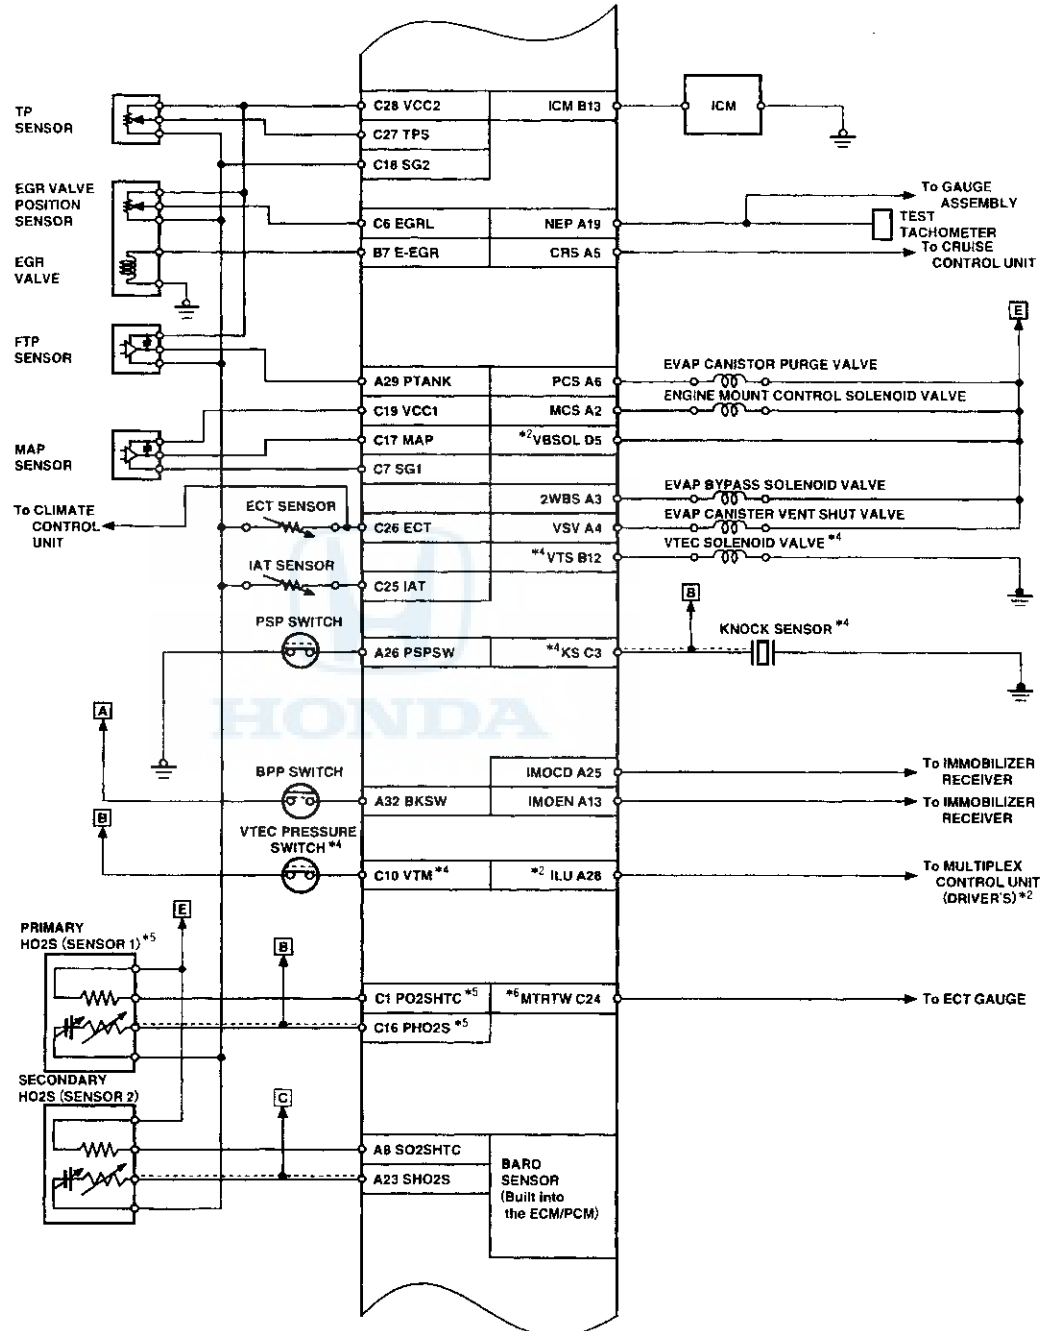 TP
SENSOR
C28 VCC2
ICM B13
ICM
C27 TPS
C18 SG2
EGR VALVE
POSITION
SENSOR
To GAUGE
ASSEMBLY
C6 EGRL
NEP A19
TEST
TACHOMETER
EGR
VALVE
B7 E-EGR
CRS A5
To CRUISE
CONTROL UNIT
E
FTP
SENSOR
EVAP CANISTOR PURGE VALVE
A29 PTANK
PCS A6
ENGINE MOUNT CONTROL SOLENOID VALVE
C19 VCC1
MCS A2
MAP
SENSOR
C17 MAP
*2VBSOL D5
C7 SG1
EVAP BYPASS SOLENOID VALVE
2WBS A3
To CLIMATE
CONTROL
UNIT
ECT SENSOR
C26 ECT
VSV A4
EVAP CANISTER VENT SHUT VALVE
*4VTS B12
VTEC SOLENOID VALVE*4
IAT SENSOR
C25 IAT
B
PSP SWITCH
KNOCK SENSOR*4
A26 PSPSW
*4KS C3
HONDA
A
BPP SWITCH
IMOCD A25
To IMMOBILIZER
RECEIVER
A32 BKSW
IMOEN A13
To IMMOBILIZER
RECEIVER
B
VTEC PRESSURE
SWITCH*4
C10 VTM*4
*2 ILU A28
To MULTIPLEX
CONTROL UNIT
(DRIVER'S)*2
E
PRIMARY
HO2S (SENSOR 1)*5
B
C1 PO2SHTC*5
*6MTRTW C24
To ECT GAUGE
C16 PHO2S*5
SECONDARY
HO2S (SENSOR 2)
C
A8 SO2SHTC
A23 SHO2S
BARO
SENSOR
(Built into
the ECM/PCM)